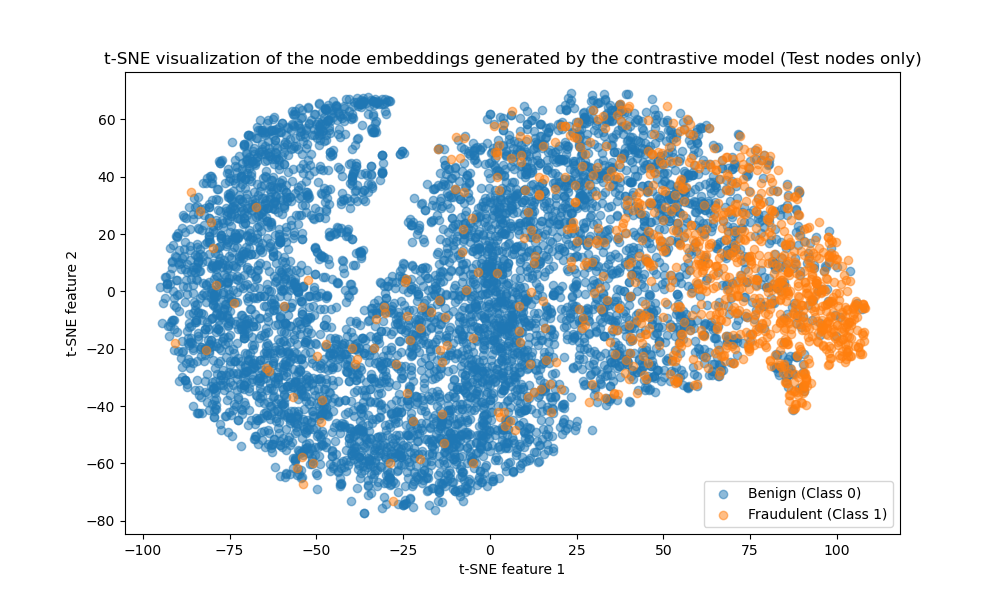 t-SNE visualization of the node embeddings generated by the contrastive model (Test nodes only)
60
40
20
0
−20
−40
−60
−80
t-SNE feature 2
Benign (Class 0)
Fraudulent (Class 1)
−100 −75 −50 −25 0 25 50 75 100
t-SNE feature 1